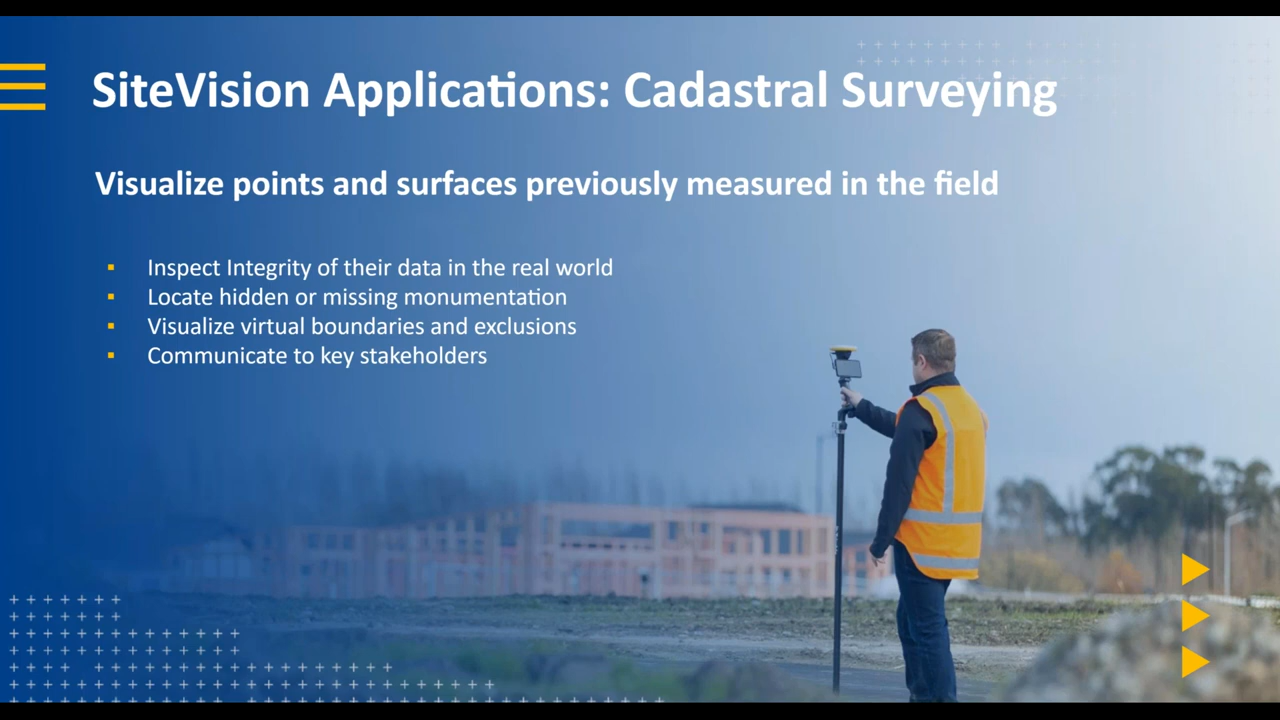 SiteVision Applications: Cadastral Surveying
Visualize points and surfaces previously measured in the field
Inspect Integrity of their data in the real world
Locate hidden or missing monumentation
Visualize virtual boundaries and exclusions
Communicate to key stakeholders